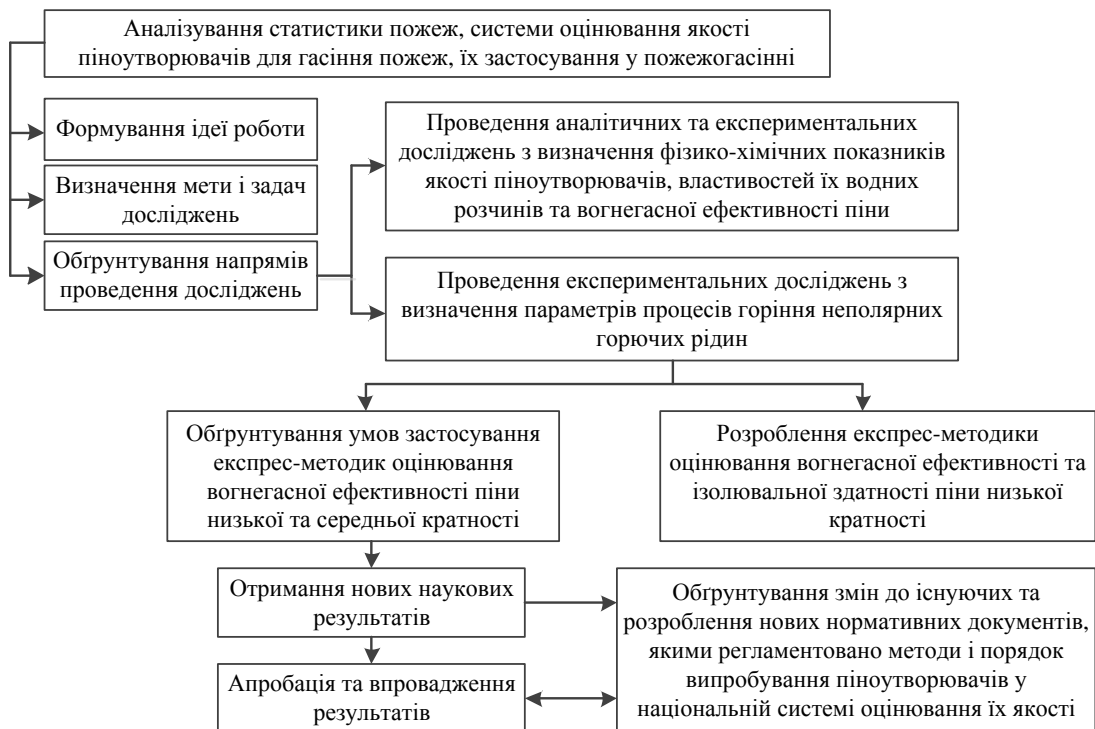 Аналізування статистики пожеж, системи оцінювання якості
піноутворювачів для гасіння пожеж, їх застосування у пожежогасінні
Формування ідеї роботи
Визначення мети і задач
досліджень
Обґрунтування напрямів
проведення досліджень
Проведення аналітичних та експериментальних
досліджень з визначення фізико-хімічних показників
якості піноутворювачів, властивостей їх водних
розчинів та вогнегасної ефективності піни
Проведення експериментальних досліджень з
визначення параметрів процесів горіння неполярних
горючих рідин
Обґрунтування умов застосування
експрес-методик оцінювання
вогнегасної ефективності піни
низької та середньої кратності
Розроблення експрес-методики
оцінювання вогнегасної ефективності та
ізолювальної здатності піни низької
кратності
Отримання нових наукових
результатів
Обґрунтування змін до існуючих та
розроблення нових нормативних документів,
якими регламентовано методи і порядок
випробування піноутворювачів у
національній системі оцінювання їх якості
Апробація та впровадження
результатів